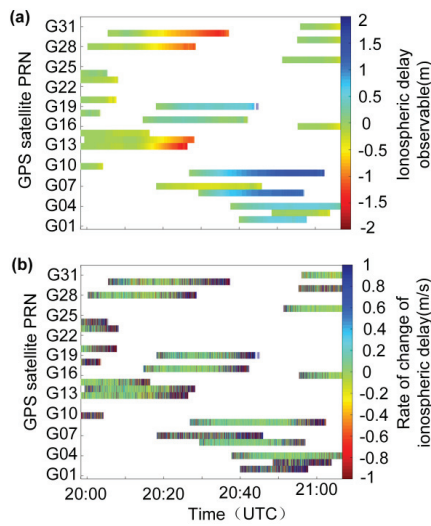 (a)
GPS satellite PRN
G31
G28
G25
G22
G19
G16
G13
G10
G07
G04
G01
2
1.5
1
0.5
0
-0.5
-1
-1.5
-2
Ionospheric delay
observable(m)
(b)
GPS satellite PRN
G31
G28
G25
G22
G19
G16
G13
G10
G07
G04
G01
20:00
20:20
20:40
21:00
Time（UTC）
1
0.8
0.6
0.4
0.2
0
-0.2
-0.4
-0.6
-0.8
-1
Rate of change of
ionospheric delay(m/s)